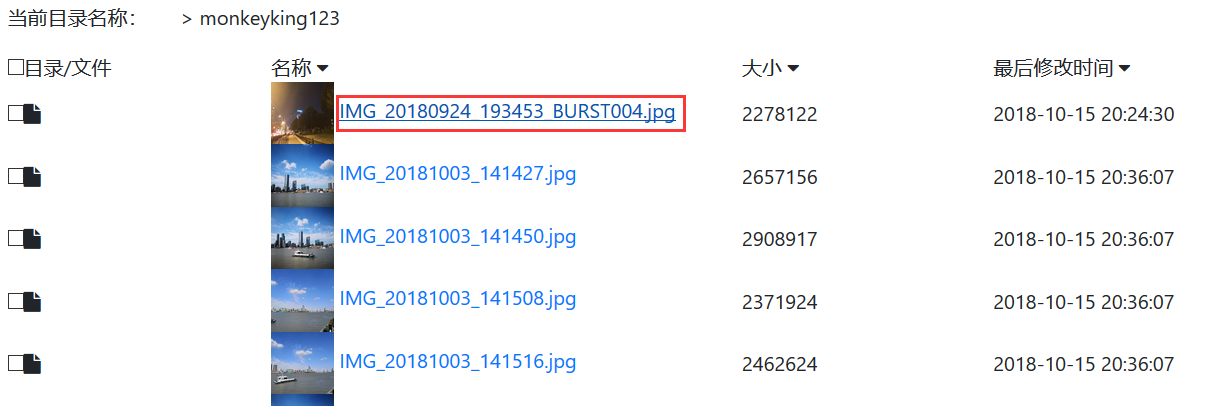 当前目录名称： > monkeyking123
目录/文件 名称 大小 最后修改时间
IMG_20180924_193453_BURST004.jpg 2278122 2018-10-15 20:24:30
IMG_20181003_141427.jpg 2657156 2018-10-15 20:36:07
IMG_20181003_141450.jpg 2908917 2018-10-15 20:36:07
IMG_20181003_141508.jpg 2371924 2018-10-15 20:36:07
IMG_20181003_141516.jpg 2462624 2018-10-15 20:36:07